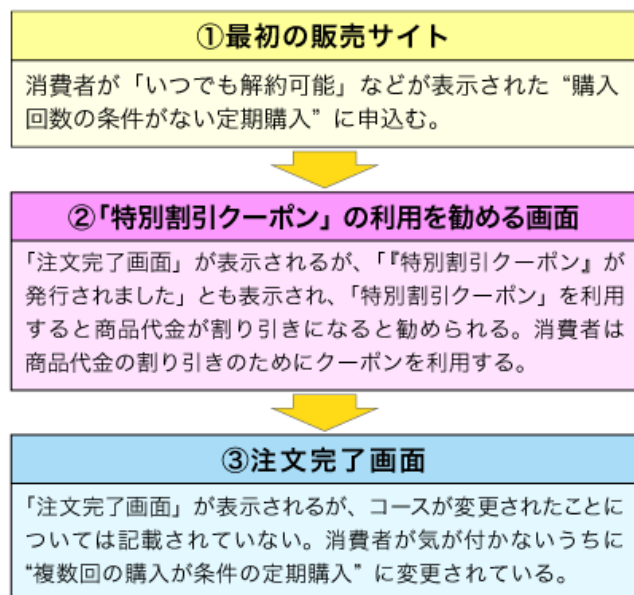 ①最初の販売サイト
消費者が「いつでも解約可能」などが表示された“購入
回数の条件がない定期購入”に申込む。
②「特別割引クーポン」の利用を勧める画面
「注文完了画面」が表示されるが、「『特別割引クーポン』が
発行されました」とも表示され、「特別割引クーポン」を利用
すると商品代金が割り引きになると勧められる。消費者は
商品代金の割り引きのためにクーポンを利用する。
③注文完了画面
「注文完了画面」が表示されるが、コースが変更されたことに
ついては記載されていない。消費者が気が付かないうちに
“複数回の購入が条件の定期購入”に変更されている。